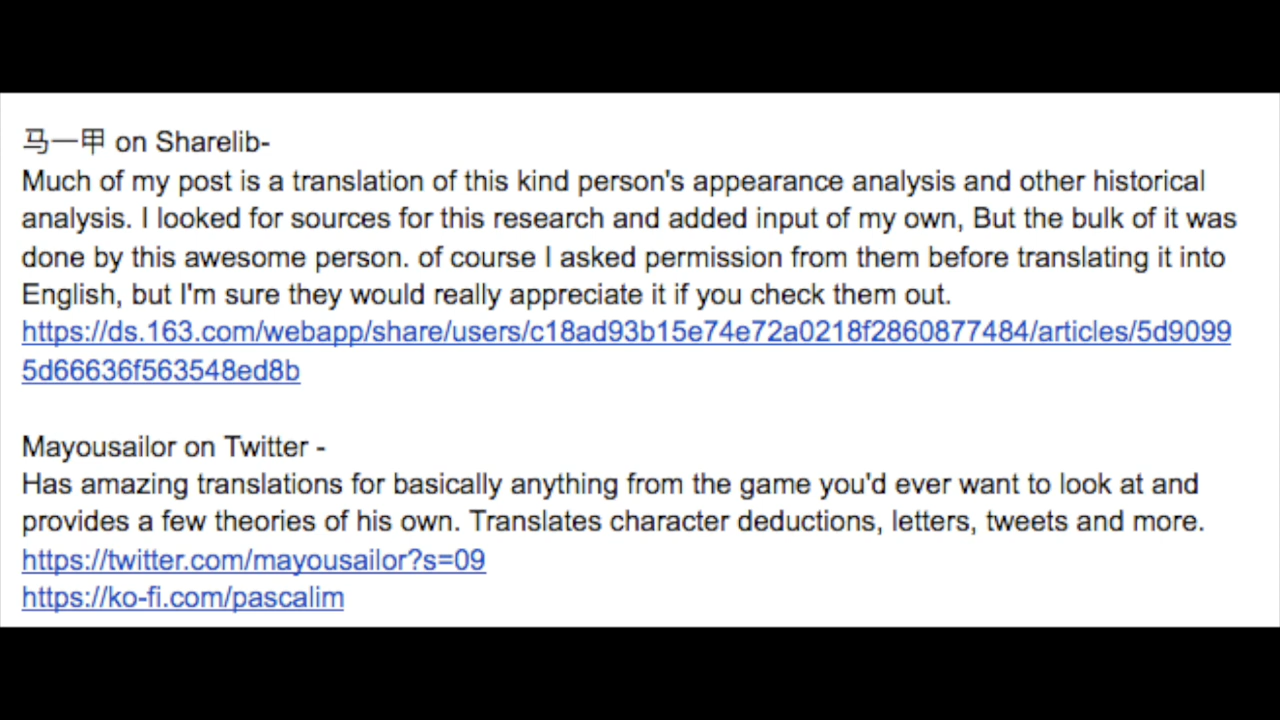 马一甲 on Sharelib-
Much of my post is a translation of this kind person's appearance analysis and other historical
analysis. I looked for sources for this research and added input of my own, But the bulk of it was
done by this awesome person. of course I asked permission from them before translating it into
English, but I'm sure they would really appreciate it if you check them out.
https://ds.163.com/webapp/share/users/c18ad93b15e74e72a0218f2860877484/articles/5d9099
5d66636f563548ed8b
Mayousailor on Twitter -
Has amazing translations for basically anything from the game you'd ever want to look at and
provides a few theories of his own. Translates character deductions, letters, tweets and more.
https://twitter.com/mayousailor?s=09
https://ko-fi.com/pascalim